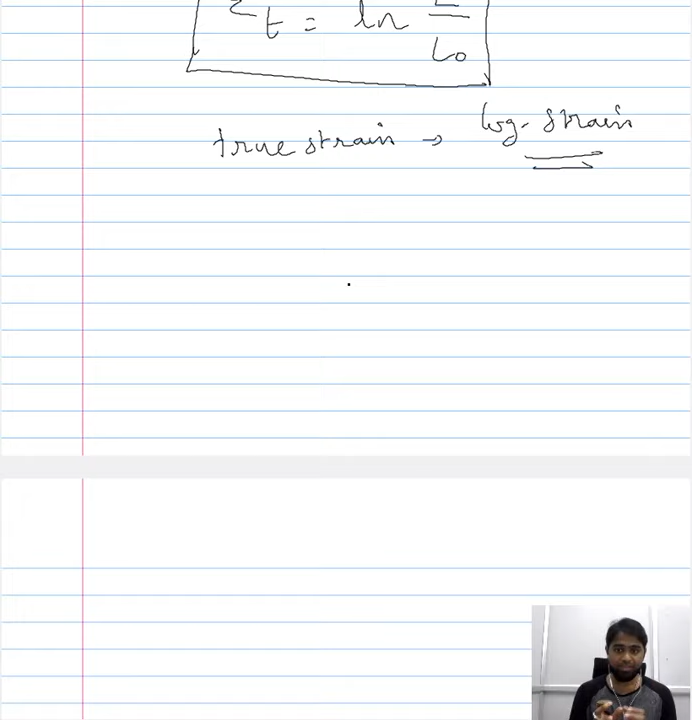 ε_t = ln L/L₀
true strain → log. strain